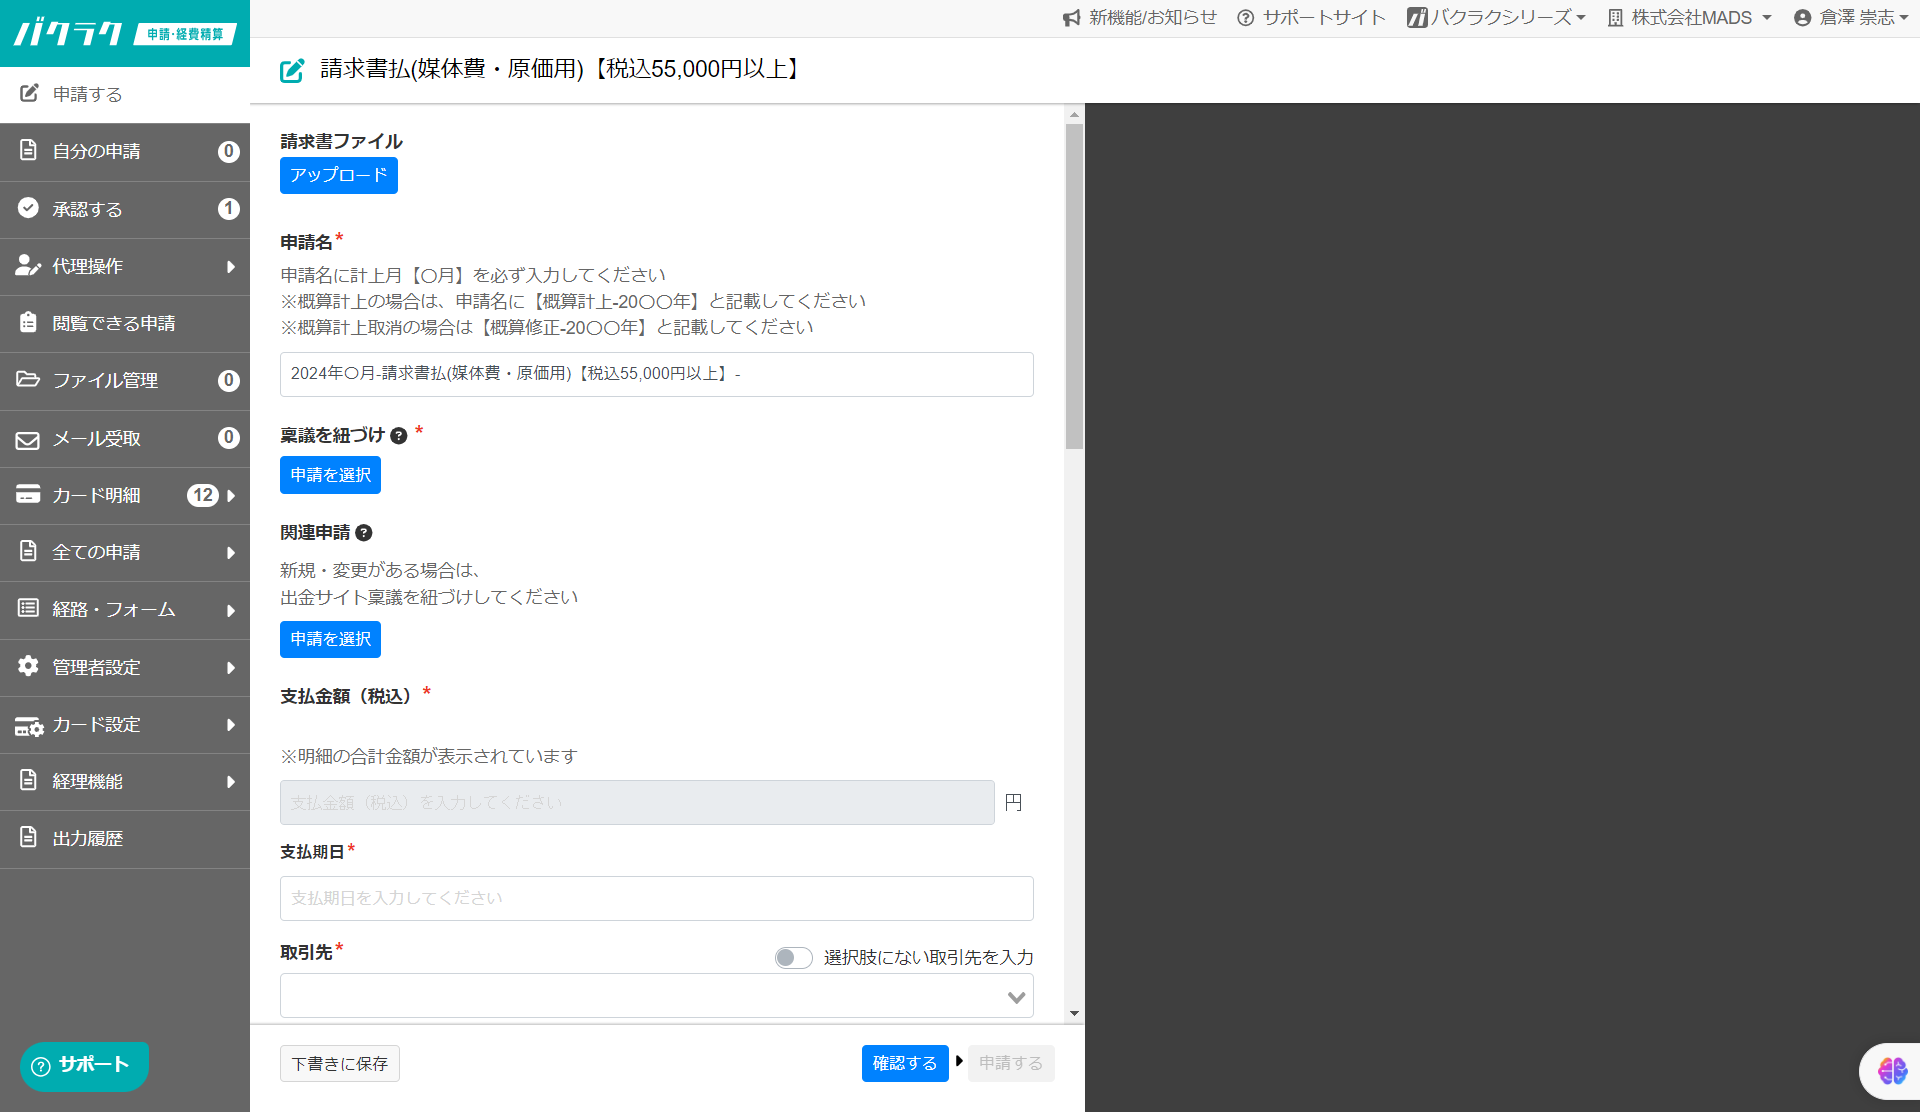 バクラク 申請・経費精算
新機能/お知らせ サポートサイト バクラクシリーズ 株式会社MADS 倉澤 崇志
申請する
自分の申請 0
承認する 1
代理操作
閲覧できる申請
ファイル管理 0
メール受取 0
カード明細 12
全ての申請
経路・フォーム
管理者設定
カード設定
経理機能
出力履歴
サポート
請求書払(媒体費・原価用)【税込55,000円以上】
請求書ファイル
アップロード
申請名*
申請名に計上月【〇月】を必ず入力してください
※概算計上の場合は、申請名に【概算計上-20〇〇年】と記載してください
※概算計上取消の場合は【概算修正-20〇〇年】と記載してください
2024年〇月-請求書払(媒体費・原価用)【税込55,000円以上】-
稟議を紐づけ *
申請を選択
関連申請
新規・変更がある場合は、
出金サイト稟議を紐づけしてください
申請を選択
支払金額（税込）*
※明細の合計金額が表示されています
支払金額（税込）を入力してください 円
支払期日*
支払期日を入力してください
取引先* 選択肢にない取引先を入力
下書きに保存 確認する 申請する